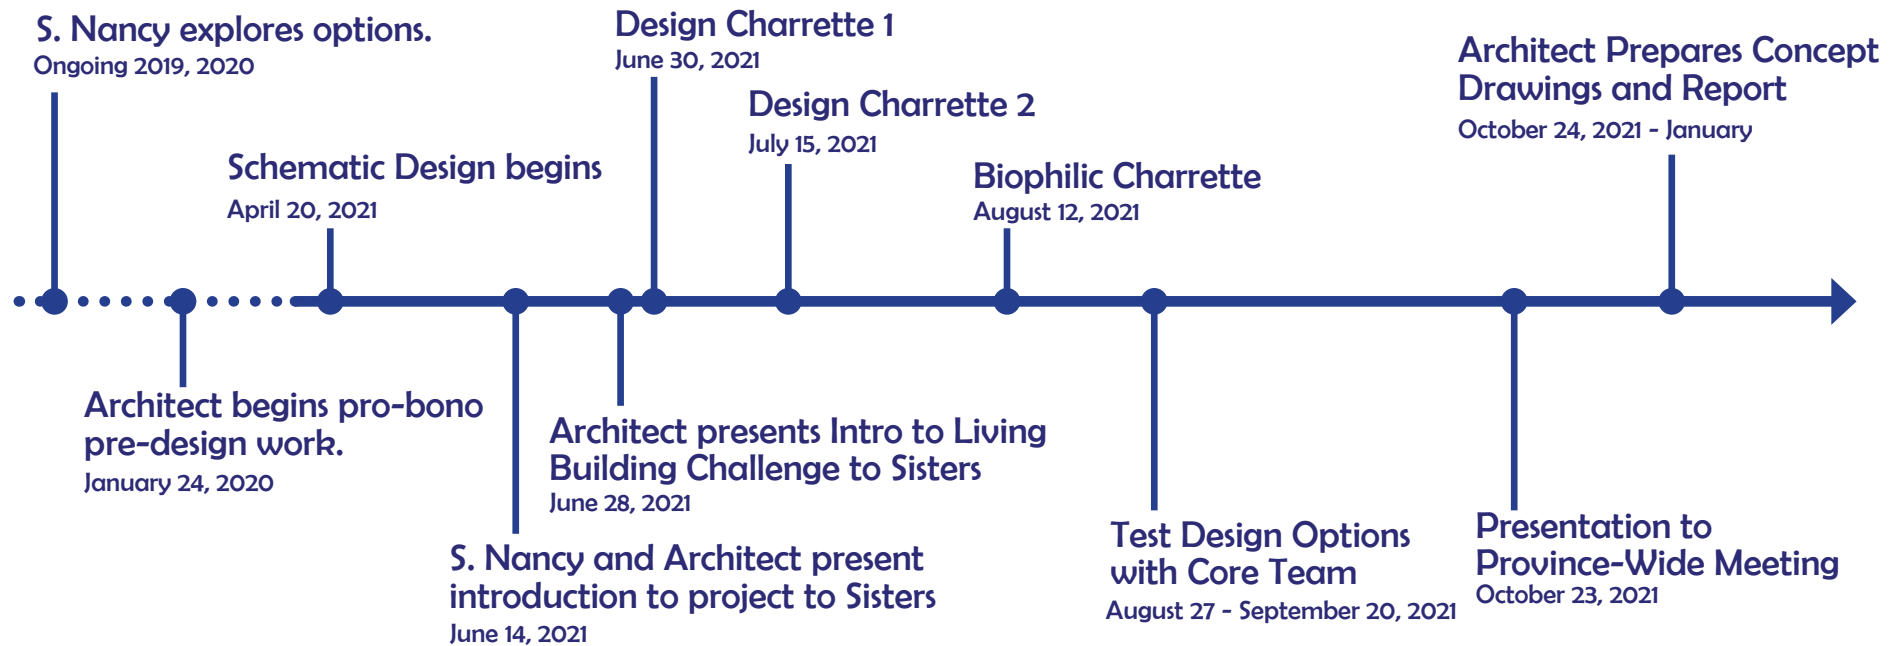 S. Nancy explores options.
Ongoing 2019, 2020
Architect begins pro-bono
pre-design work.
January 24, 2020
Schematic Design begins
April 20, 2021
S. Nancy and Architect present
introduction to project to Sisters
June 14, 2021
Architect presents Intro to Living
Building Challenge to Sisters
June 28, 2021
Design Charrette 1
June 30, 2021
Design Charrette 2
July 15, 2021
Biophilic Charrette
August 12, 2021
Test Design Options
with Core Team
August 27 - September 20, 2021
Presentation to
Province-Wide Meeting
October 23, 2021
Architect Prepares Concept
Drawings and Report
October 24, 2021 - January